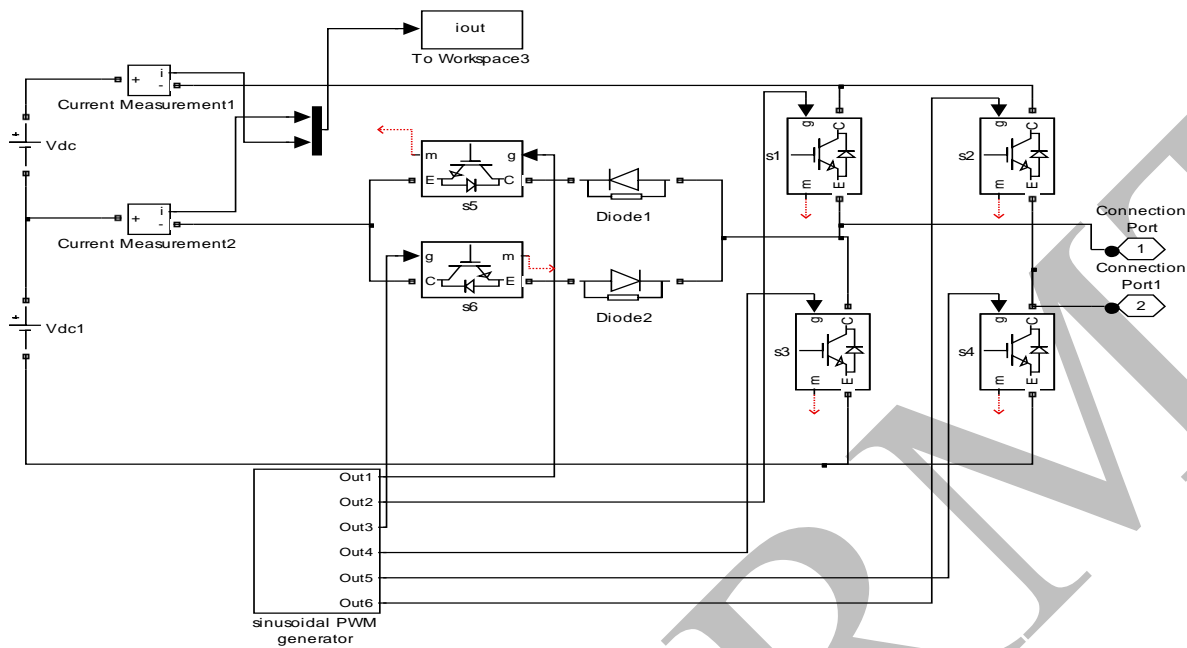 iout
To Workspace3
+
i
-
Current Measurement1
+
Vdc
m
g
E
C
s5
Diode1
g
C
E
m
s1
g
C
E
m
s2
+
i
-
Current Measurement2
g
m
C
E
s6
Diode2
Connection
Port
1
Connection
Port1
2
+
Vdc1
g
C
E
m
s3
g
C
E
m
s4
Out1
Out2
Out3
Out4
Out5
Out6
sinusoidal PWM
generator